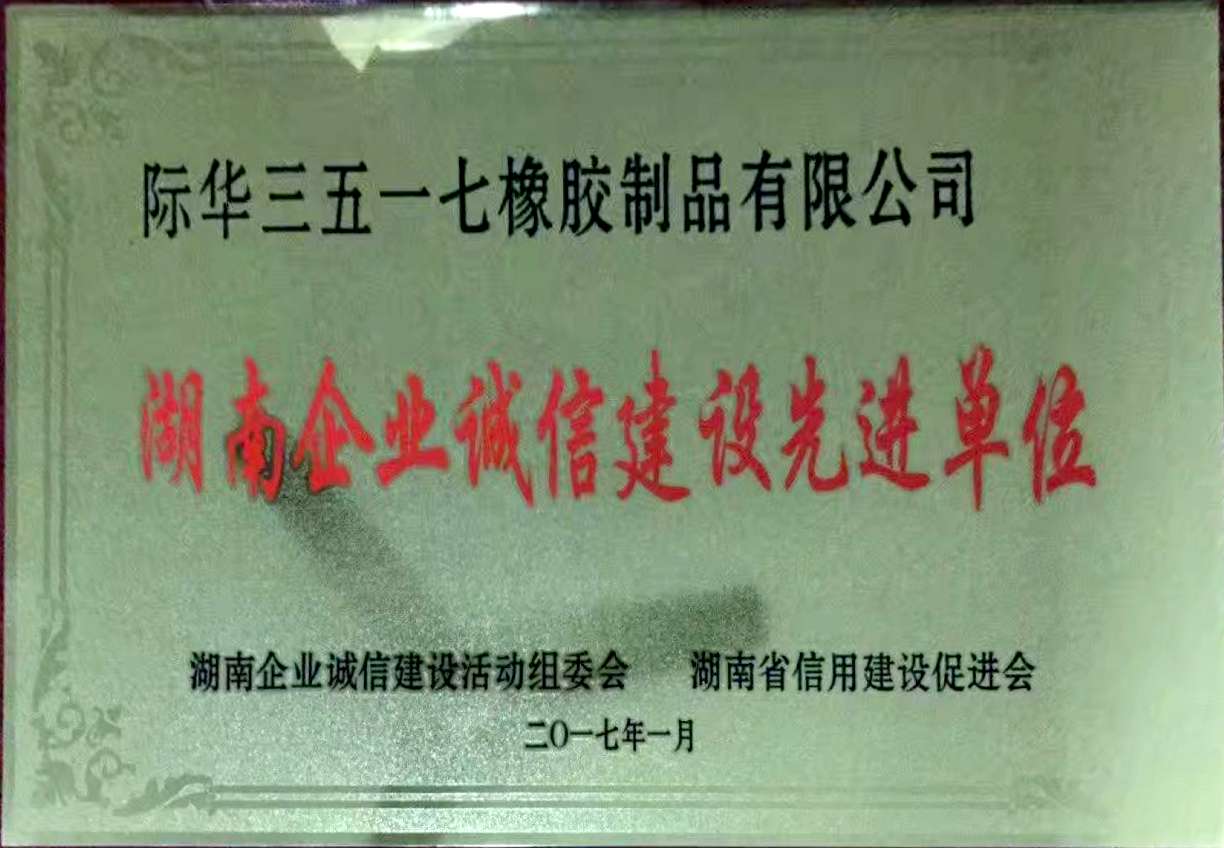 际华三五一七橡胶制品有限公司
湖南企业诚信建设先进单位
湖南企业诚信建设活动组委会 湖南省信用建设促进会
二〇一七年一月